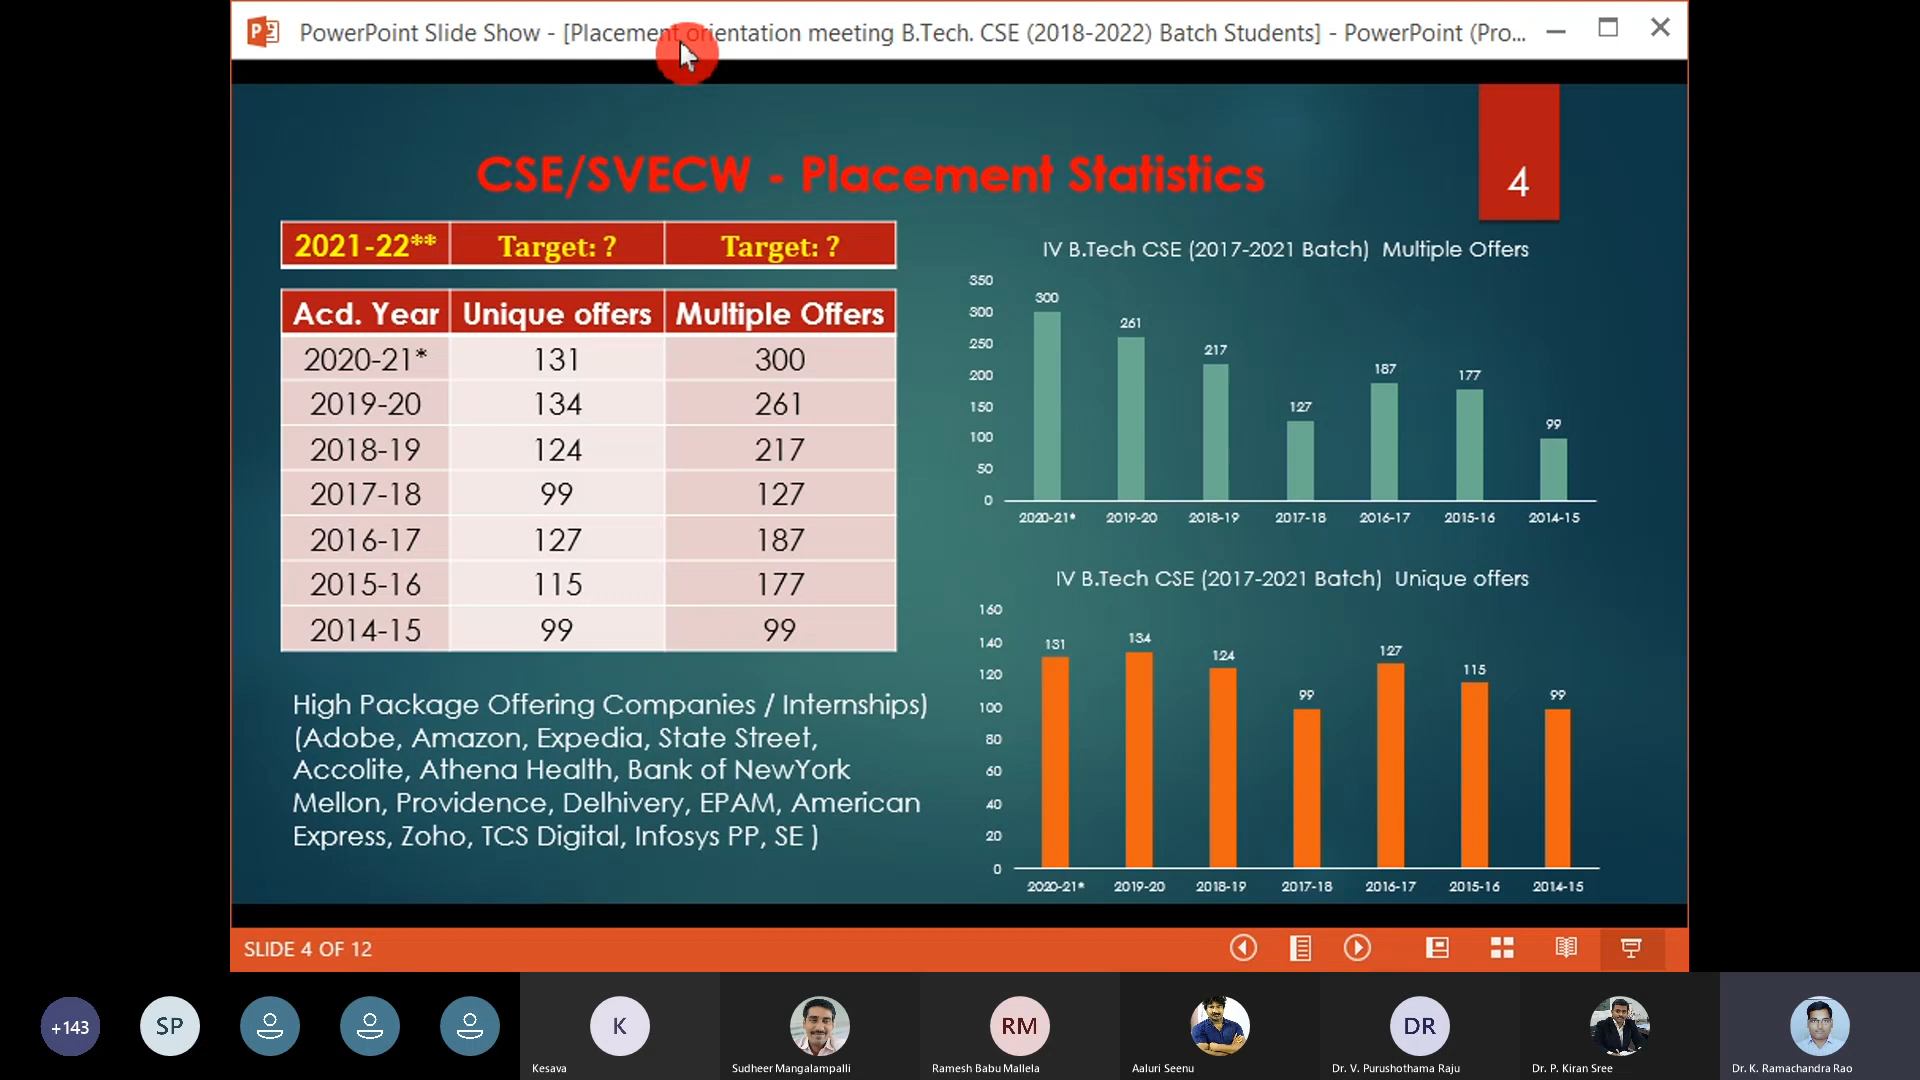 PowerPoint Slide Show - [Placement orientation meeting B.Tech. CSE (2018-2022) Batch Students] - PowerPoint (Pro...
4
CSE/SVECW - Placement Statistics
2021-22** Target: ? Target: ?
Acd. Year Unique offers Multiple Offers
2020-21* 131 300
2019-20 134 261
2018-19 124 217
2017-18 99 127
2016-17 127 187
2015-16 115 177
2014-15 99 99
High Package Offering Companies / Internships)
(Adobe, Amazon, Expedia, State Street,
Accolite, Athena Health, Bank of NewYork
Mellon, Providence, Delhivery, EPAM, American
Express, Zoho, TCS Digital, Infosys PP, SE )
IV B.Tech CSE (2017-2021 Batch) Multiple Offers
350
300
250
200
150
100
50
0
300 261 217 127 187 177 99
2020-21* 2019-20 2018-19 2017-18 2016-17 2015-16 2014-15
IV B.Tech CSE (2017-2021 Batch) Unique offers
160
140
120
100
80
60
40
20
0
131 134 124 99 127 115 99
2020-21* 2019-20 2018-19 2017-18 2016-17 2015-16 2014-15
SLIDE 4 OF 12
+143 SP K RM DR
Kesava Sudheer Mangalampalli Ramesh Babu Mallela Aaluri Seenu Dr. V. Purushothama Raju Dr. P. Kiran Sree Dr. K. Ramachandra Rao